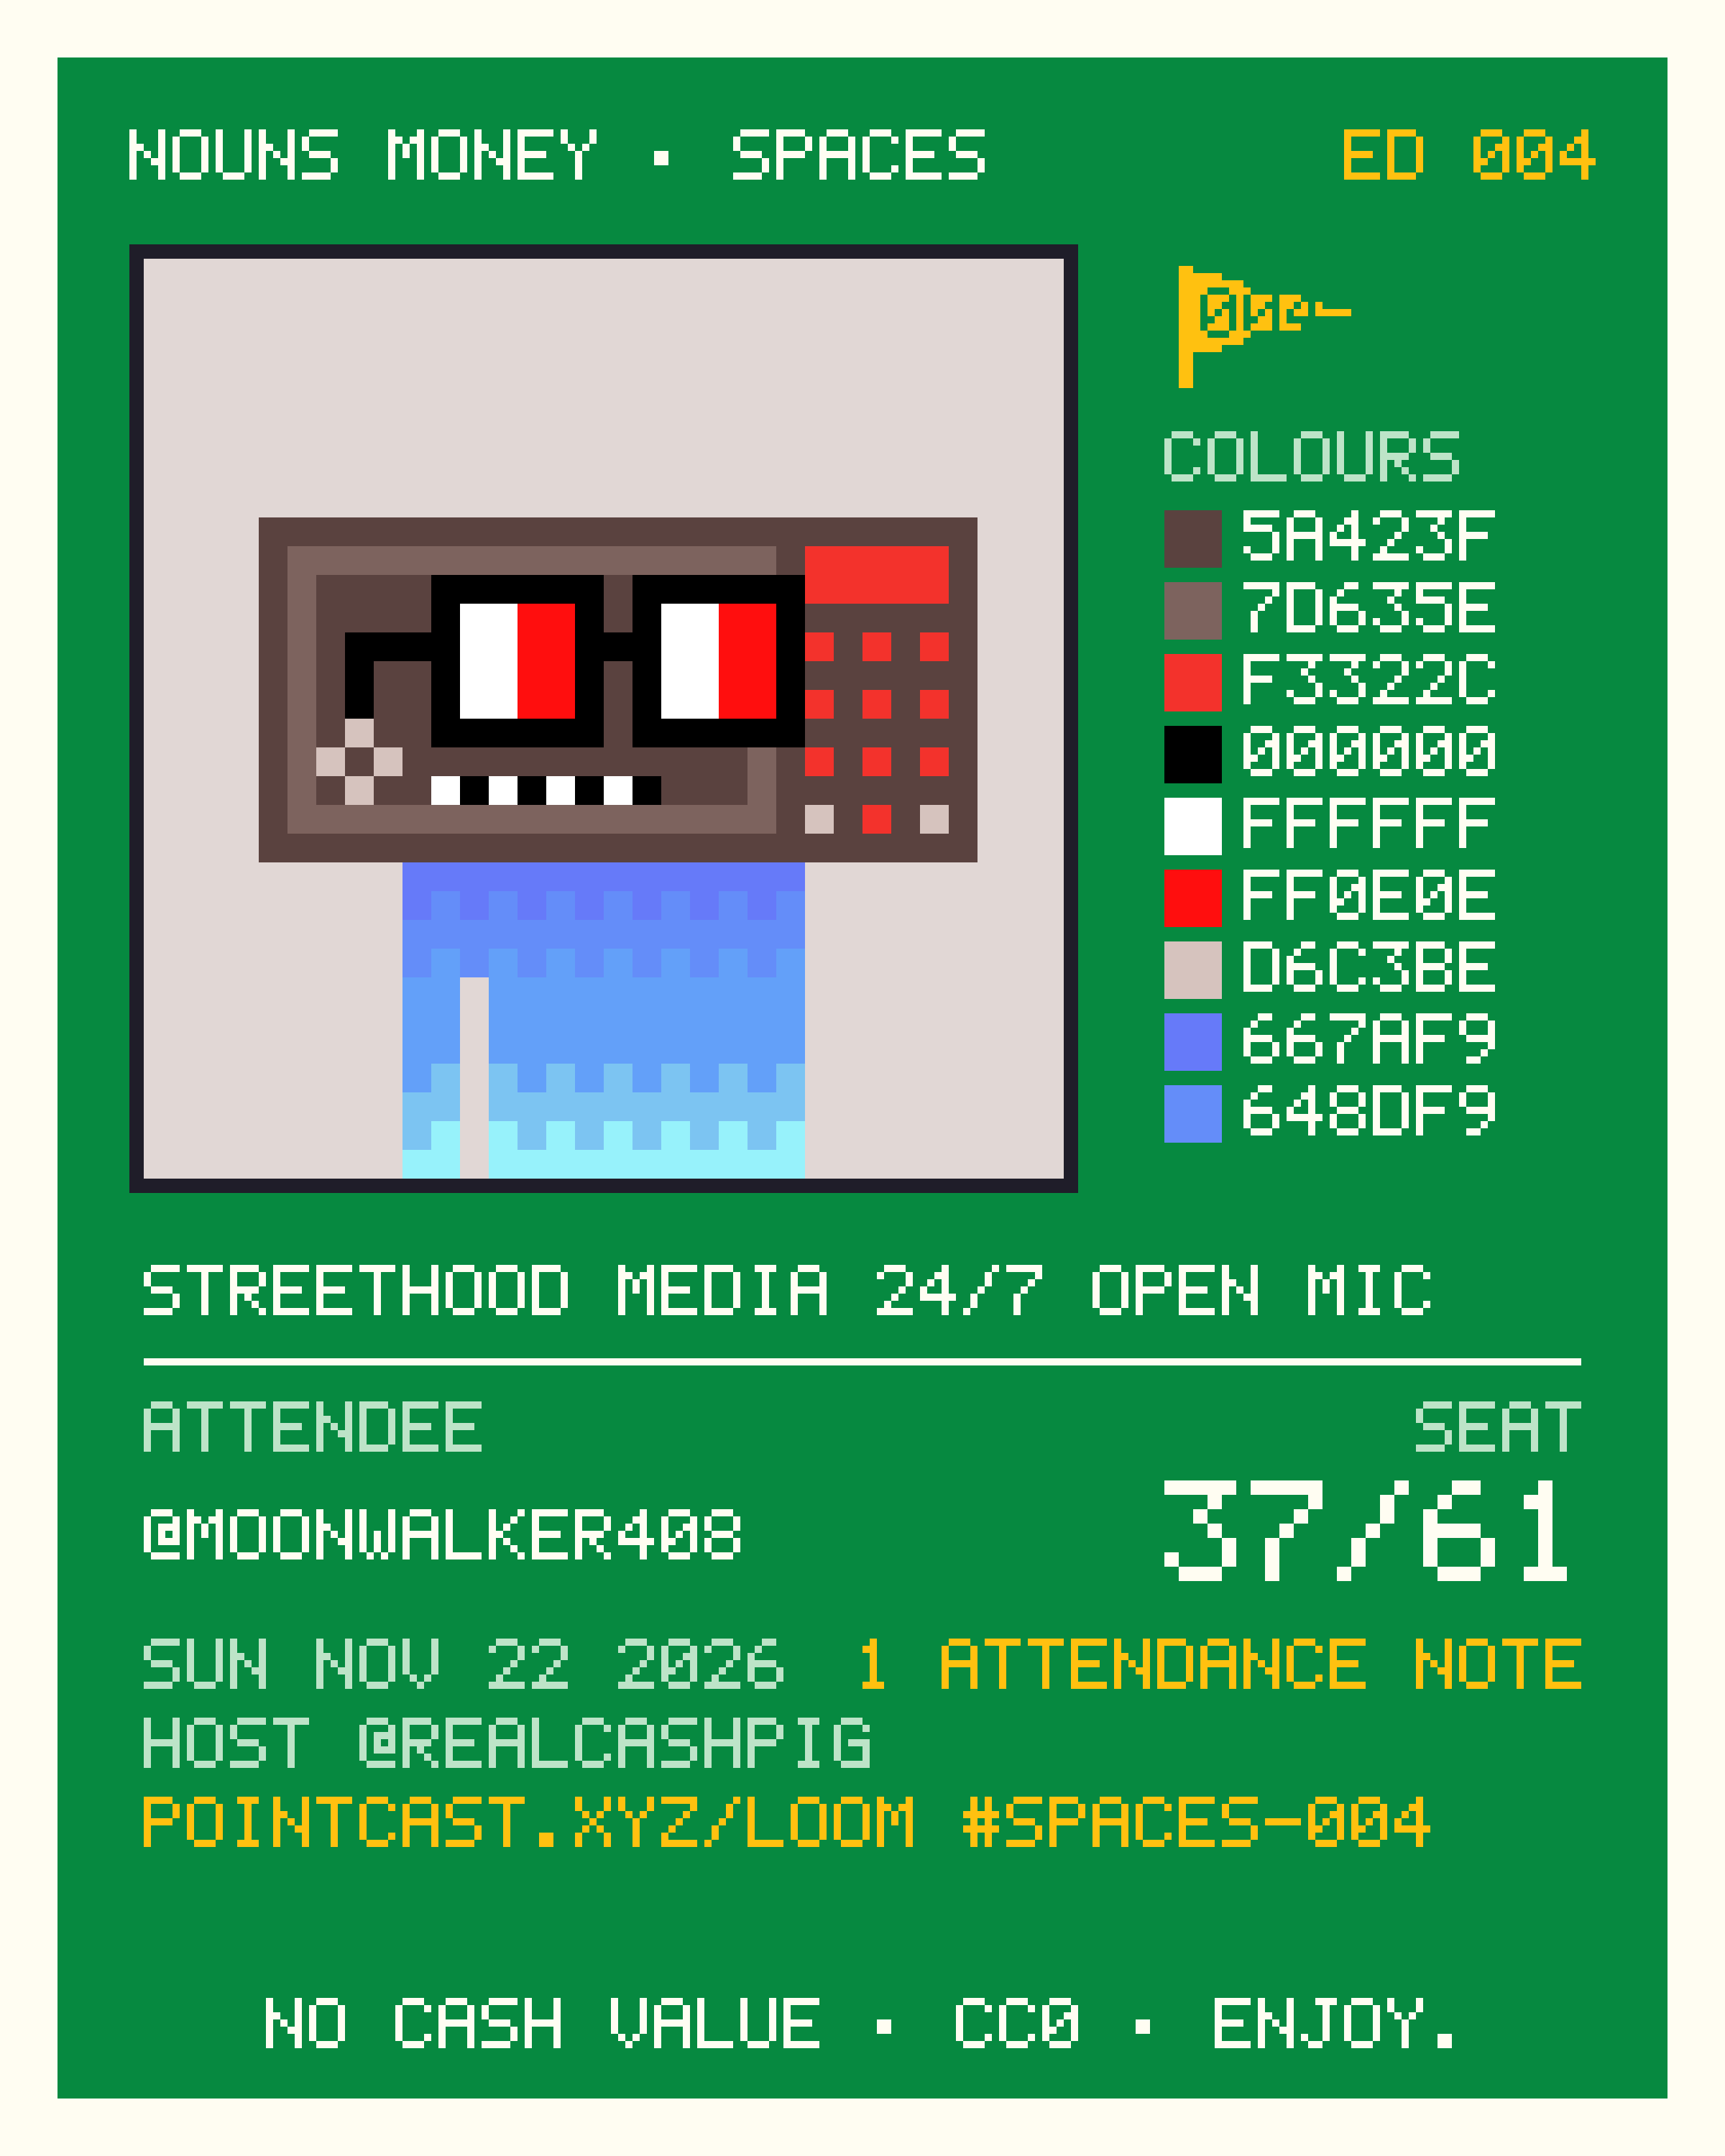 NOUNS MONEY · SPACES ED 004
COLOURS
5A423F
7D635E
F3322C
000000
FFFFFF
FF0E0E
D6C3BE
667AF9
648DF9
STREETHOOD MEDIA 24/7 OPEN MIC
ATTENDEE SEAT
@MOONWALKER408 37/61
SUN NOV 22 2026 1 ATTENDANCE NOTE
HOST @REALCASHPIG
POINTCAST.XYZ/LOOM #SPACES-004
NO CASH VALUE · CC0 · ENJOY.